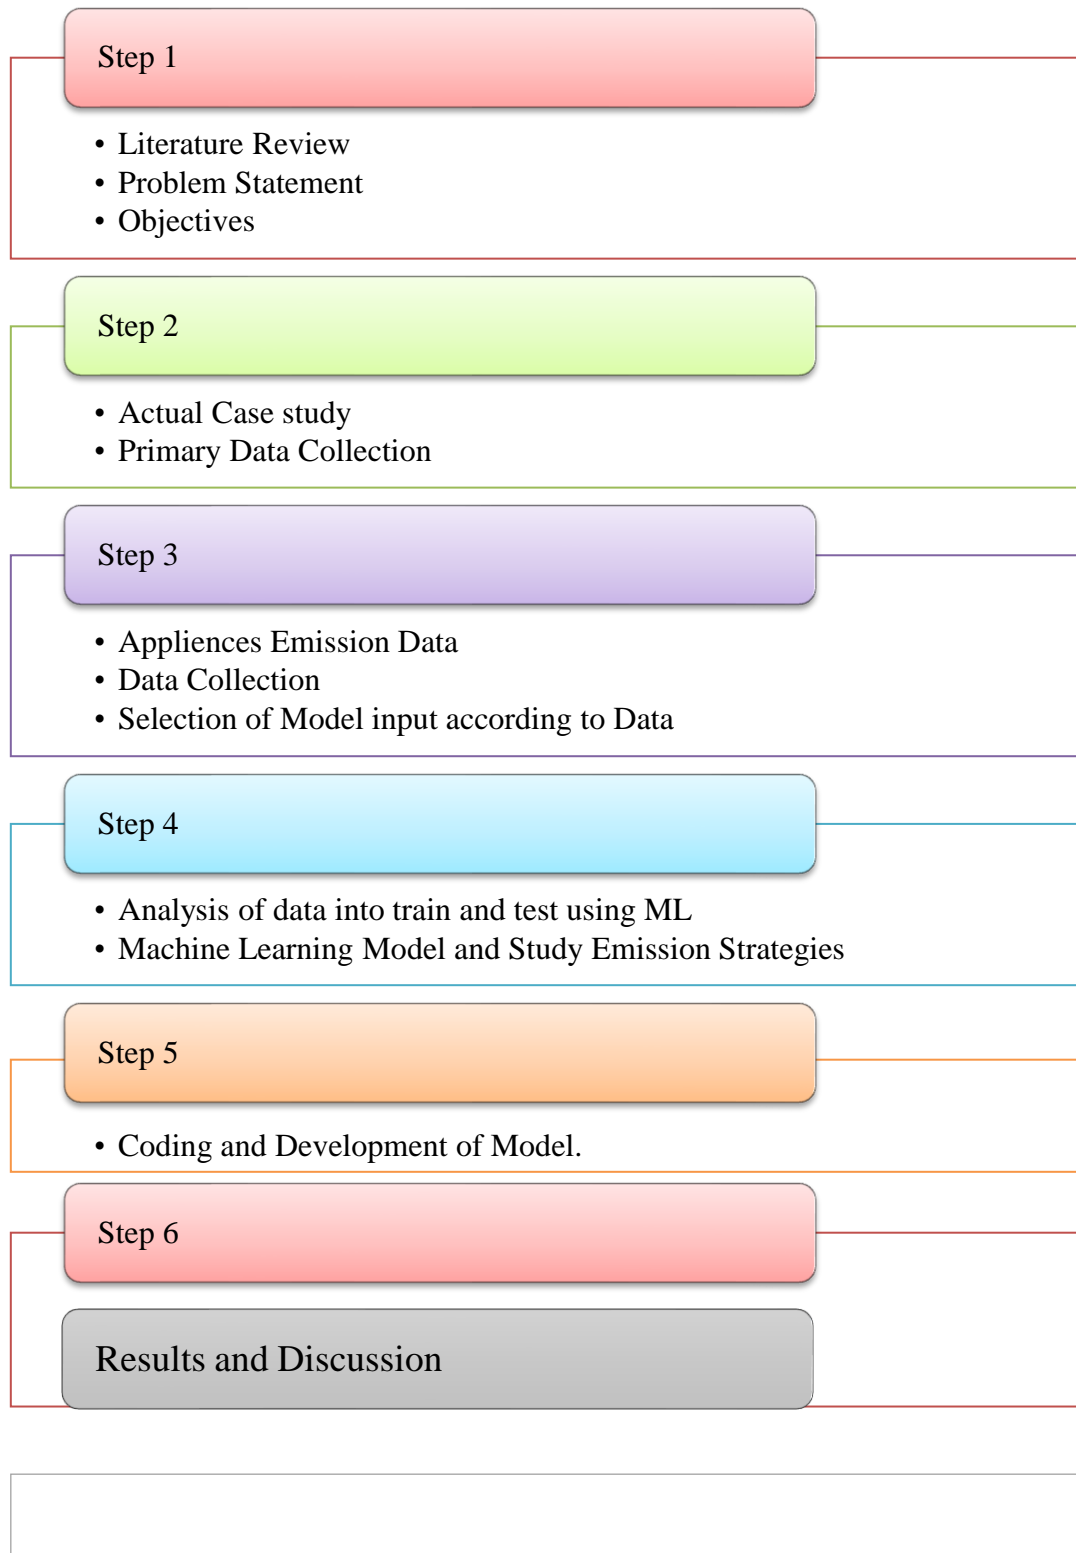 Step 1
• Literature Review
• Problem Statement
• Objectives
Step 2
• Actual Case study
• Primary Data Collection
Step 3
• Appliences Emission Data
• Data Collection
• Selection of Model input according to Data
Step 4
• Analysis of data into train and test using ML
• Machine Learning Model and Study Emission Strategies
Step 5
• Coding and Development of Model.
Step 6
Results and Discussion